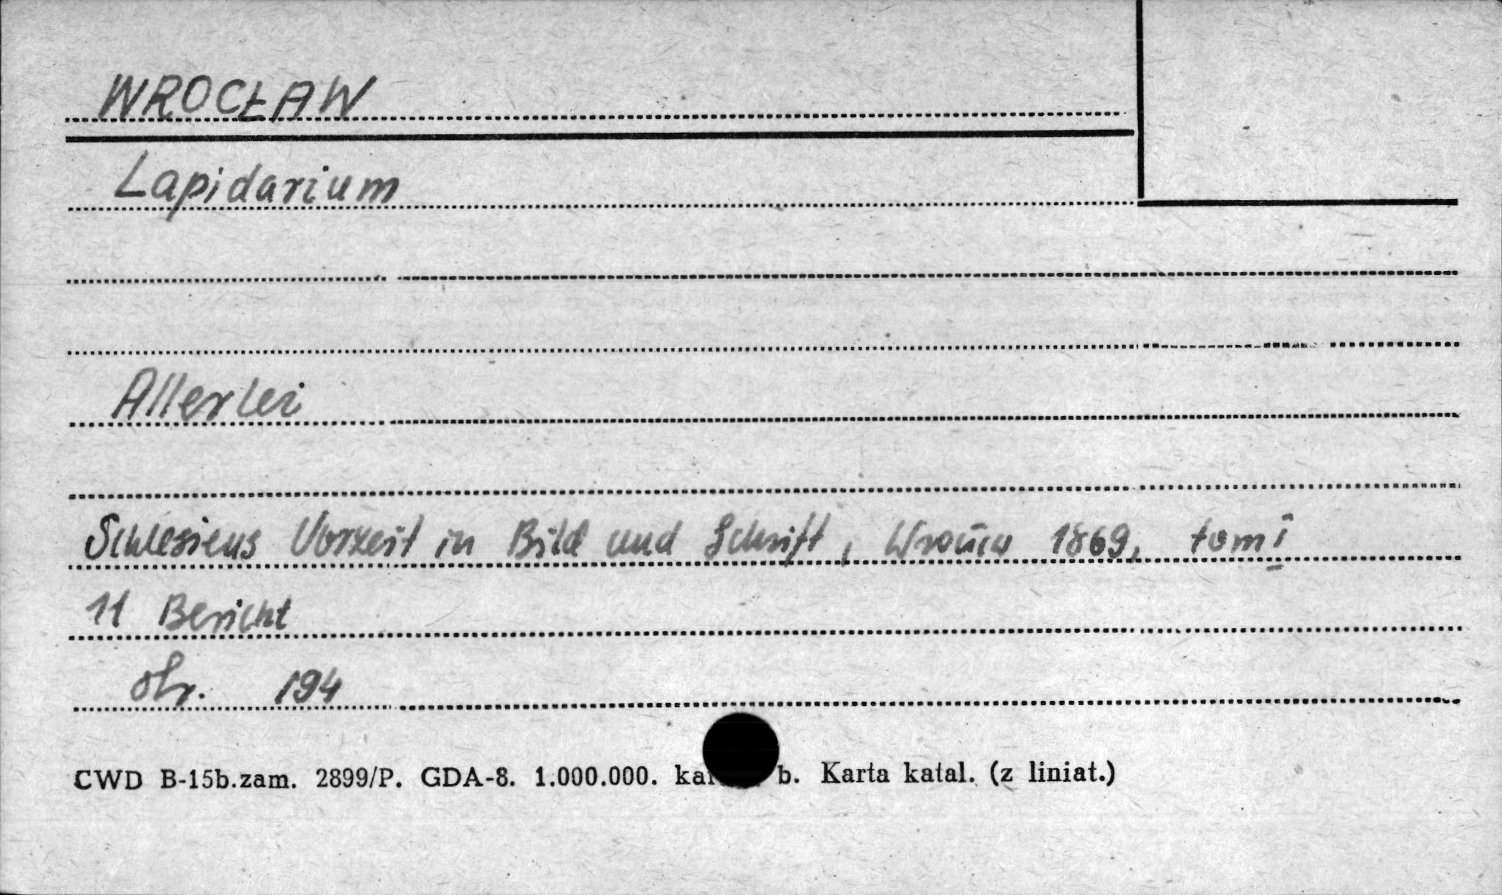 WROCŁAW
Lapidarium
Allerlei
Schlesiens Vorzeit in Bild und Schrift, 1869, tom I
11 Bericht
str. 194
CWD B-15b.zam. 2899/P. GDA-8. 1.000.000. b. Karta katal. (z liniat.)